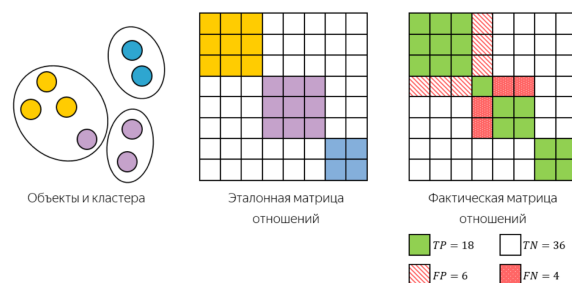 Объекты и кластера
Эталонная матрица
отношений
Фактическая матрица
отношений
TP = 18
TN = 36
FP = 6
FN = 4